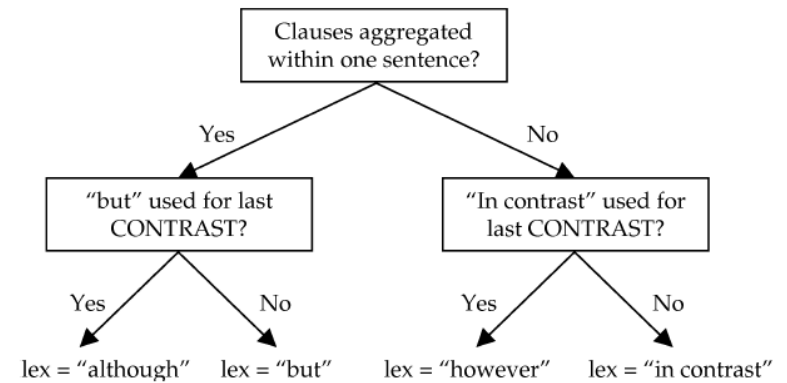 Clauses aggregated
within one sentence?
Yes
No
“but” used for last
CONTRAST?
“In contrast” used for
last CONTRAST?
Yes
No
Yes
No
lex = “although”
lex = “but”
lex = “however”
lex = “in contrast”